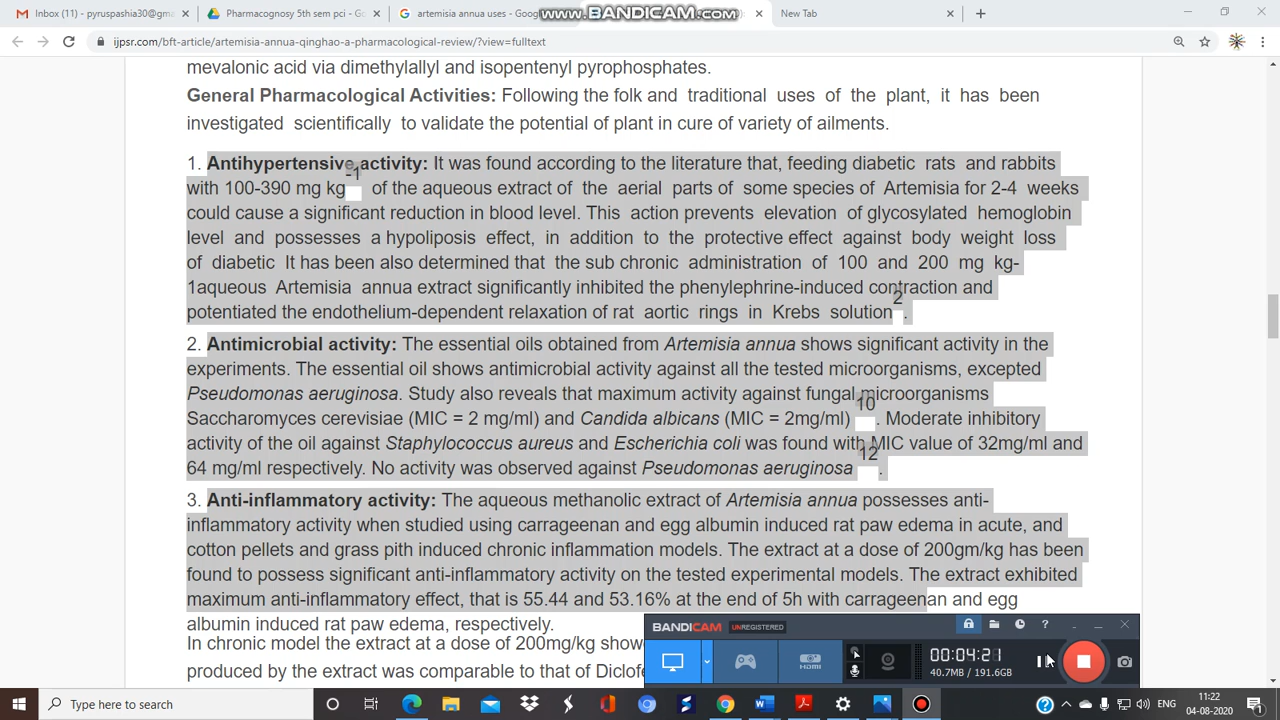 Inbox (11) - pyruspashia30@gma
Pharmacognosy 5th sem pci - Go
artemisia annua uses - Goog
www.BANDICAM.com
New Tab
ijpsr.com/bft-article/artemisia-annua-qinghao-a-pharmacological-review/?view=fulltext
mevalonic acid via dimethylallyl and isopentenyl pyrophosphates.
General Pharmacological Activities: Following the folk and traditional uses of the plant, it has been
investigated scientifically to validate the potential of plant in cure of variety of ailments.
1. Antihypertensive activity: It was found according to the literature that, feeding diabetic rats and rabbits
with 100-390 mg kg-1 of the aqueous extract of the aerial parts of some species of Artemisia for 2-4 weeks
could cause a significant reduction in blood level. This action prevents elevation of glycosylated hemoglobin
level and possesses a hypoliposis effect, in addition to the protective effect against body weight loss
of diabetic It has been also determined that the sub chronic administration of 100 and 200 mg kg-
1aqueous Artemisia annua extract significantly inhibited the phenylephrine-induced contraction and
potentiated the endothelium-dependent relaxation of rat aortic rings in Krebs solution 2.
2. Antimicrobial activity: The essential oils obtained from Artemisia annua shows significant activity in the
experiments. The essential oil shows antimicrobial activity against all the tested microorganisms, excepted
Pseudomonas aeruginosa. Study also reveals that maximum activity against fungal microorganisms
Saccharomyces cerevisiae (MIC = 2 mg/ml) and Candida albicans (MIC = 2mg/ml) 10. Moderate inhibitory
activity of the oil against Staphylococcus aureus and Escherichia coli was found with MIC value of 32mg/ml and
64 mg/ml respectively. No activity was observed against Pseudomonas aeruginosa 12.
3. Anti-inflammatory activity: The aqueous methanolic extract of Artemisia annua possesses anti-
inflammatory activity when studied using carrageenan and egg albumin induced rat paw edema in acute, and
cotton pellets and grass pith induced chronic inflammation models. The extract at a dose of 200gm/kg has been
found to possess significant anti-inflammatory activity on the tested experimental models. The extract exhibited
maximum anti-inflammatory effect, that is 55.44 and 53.16% at the end of 5h with carrageenan and egg
albumin induced rat paw edema, respectively.
In chronic model the extract at a dose of 200mg/kg show
produced by the extract was comparable to that of Diclofe
BANDICAM UNREGISTERED
HDMI
00:04:21
40.7MB / 191.6GB
Type here to search
ENG
11:22
04-08-2020